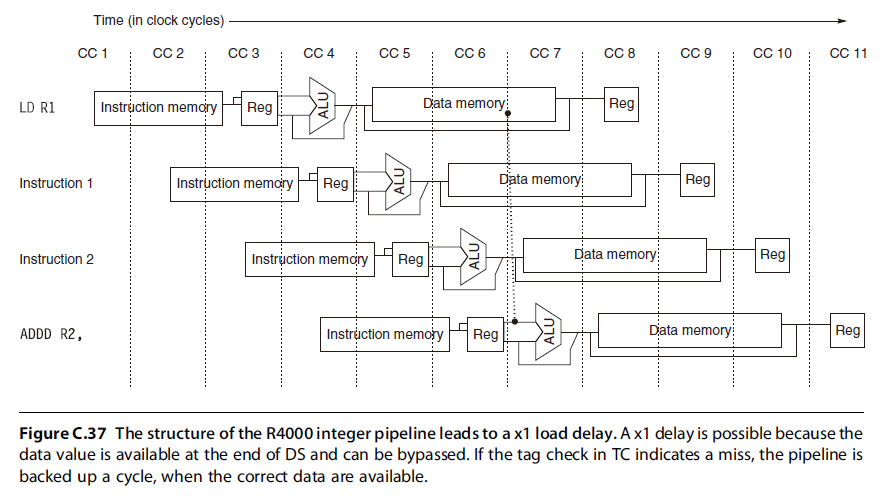 Time (in clock cycles)
CC 1 CC 2 CC 3 CC 4 CC 5 CC 6 CC 7 CC 8 CC 9 CC 10 CC 11
LD R1 Instruction memory Reg ALU Data memory Reg
Instruction 1 Instruction memory Reg ALU Data memory Reg
Instruction 2 Instruction memory Reg ALU Data memory Reg
ADDD R2, Instruction memory Reg ALU Data memory Reg
Figure C.37 The structure of the R4000 integer pipeline leads to a x1 load delay. A x1 delay is possible because the
data value is available at the end of DS and can be bypassed. If the tag check in TC indicates a miss, the pipeline is
backed up a cycle, when the correct data are available.